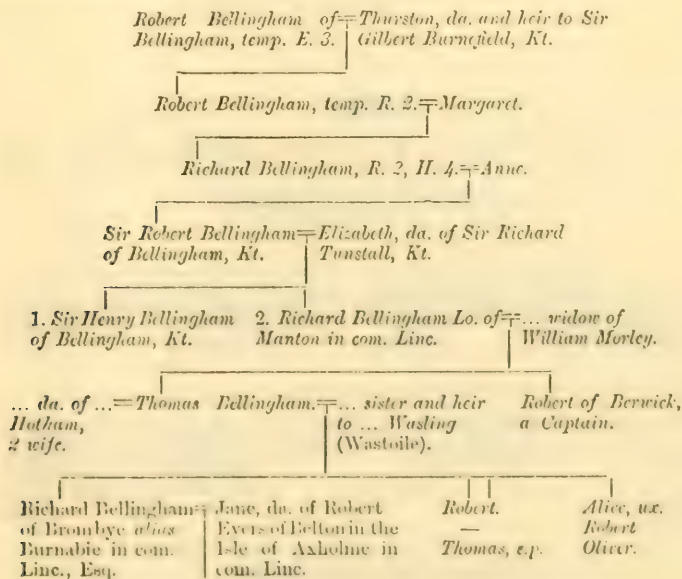 Robert Bellingham of Thurston, da. and heir to Sir
Bellingham, temp. E. 3. Gilbert Burnefield, Kt.
Robert Bellingham, temp. R. 2. Margaret.
Richard Bellingham, R. 2, H. 4. Anne.
Sir Robert Bellingham Elizabeth, da. of Sir Richard
of Bellingham, Kt. Tunstall, Kt.
1. Sir Henry Bellingham 2. Richard Bellingham Lo. of ... widow of
of Bellingham, Kt. Manton in com. Linc. William Morley.
... da. of ... Thomas Bellingham. ... sister and heir Robert of Berwick,
Hotham, to ... Wasling a Captain.
2 wife. (Wastoile).
Richard Bellingham Jane, da. of Robert Robert. Alice, ux.
of Brombye alias Evers of Belton in the — Robert
Burnabie in com. Isle of Axholme in Thomas, s.p. Oliver.
Linc., Esq. com. Linc.